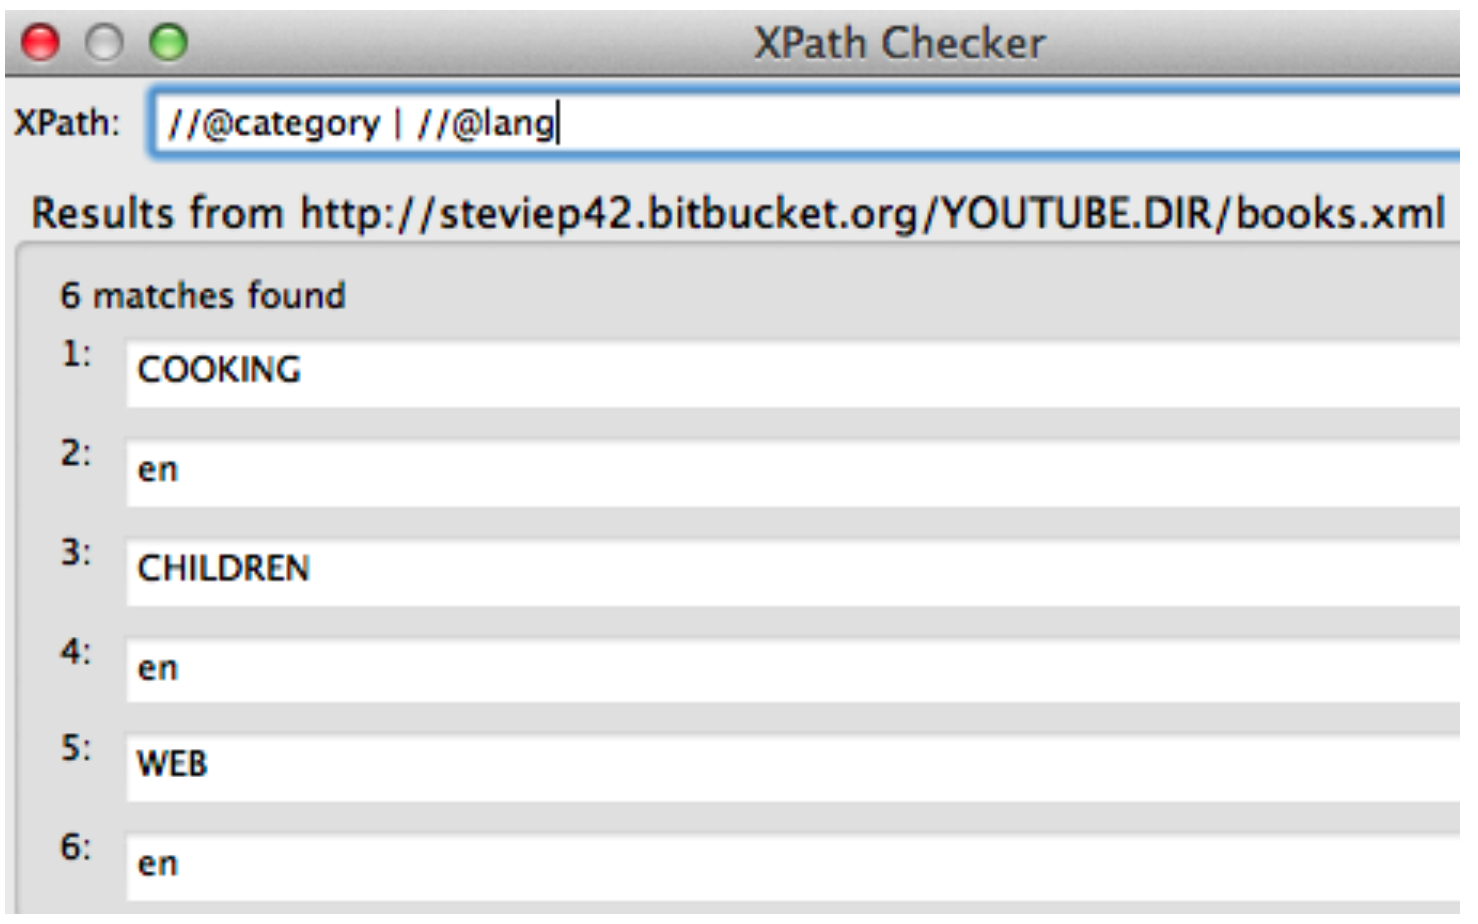 XPath Checker
XPath: //@category | //@lang
Results from http://steviep42.bitbucket.org/YOUTUBE.DIR/books.xml
6 matches found
1: COOKING
2: en
3: CHILDREN
4: en
5: WEB
6: en